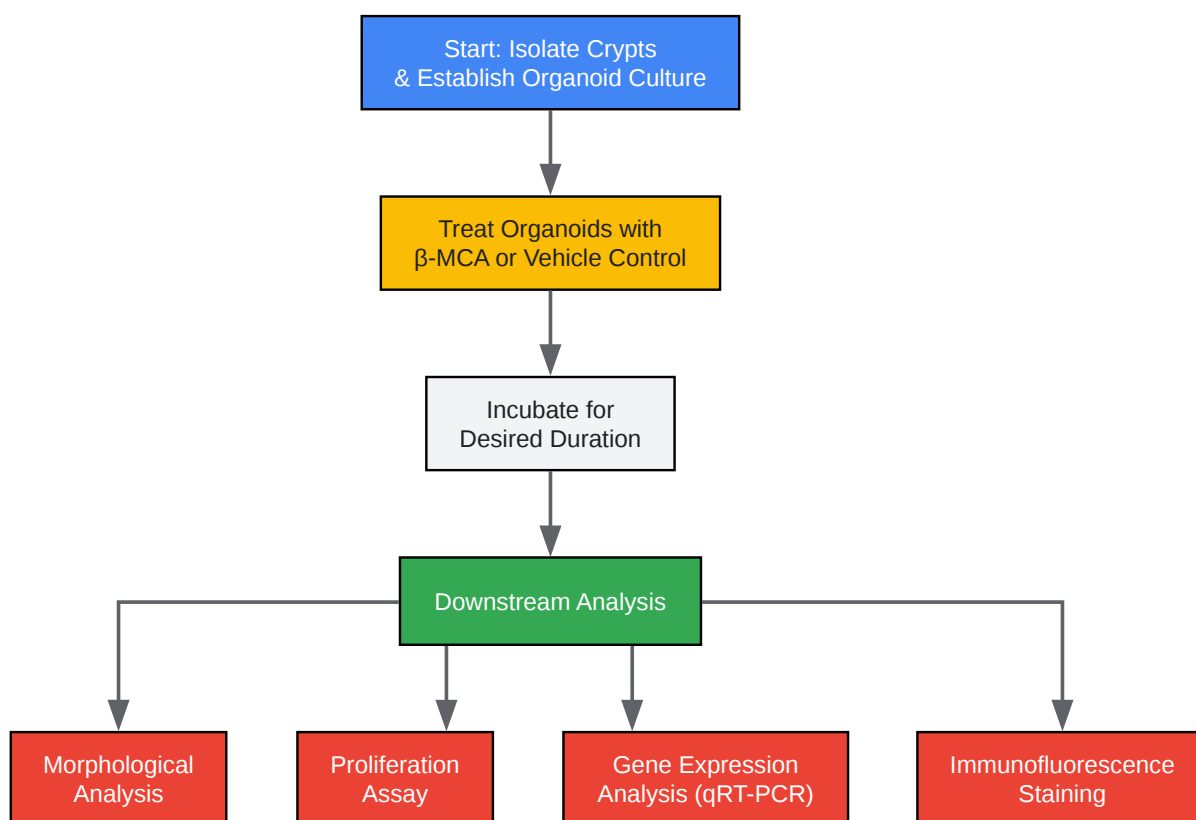 Start: Isolate Crypts
& Establish Organoid Culture
Treat Organoids with
β-MCA or Vehicle Control
Incubate for
Desired Duration
Downstream Analysis
Morphological
Analysis
Proliferation
Assay
Gene Expression
Analysis (qRT-PCR)
Immunofluorescence
Staining